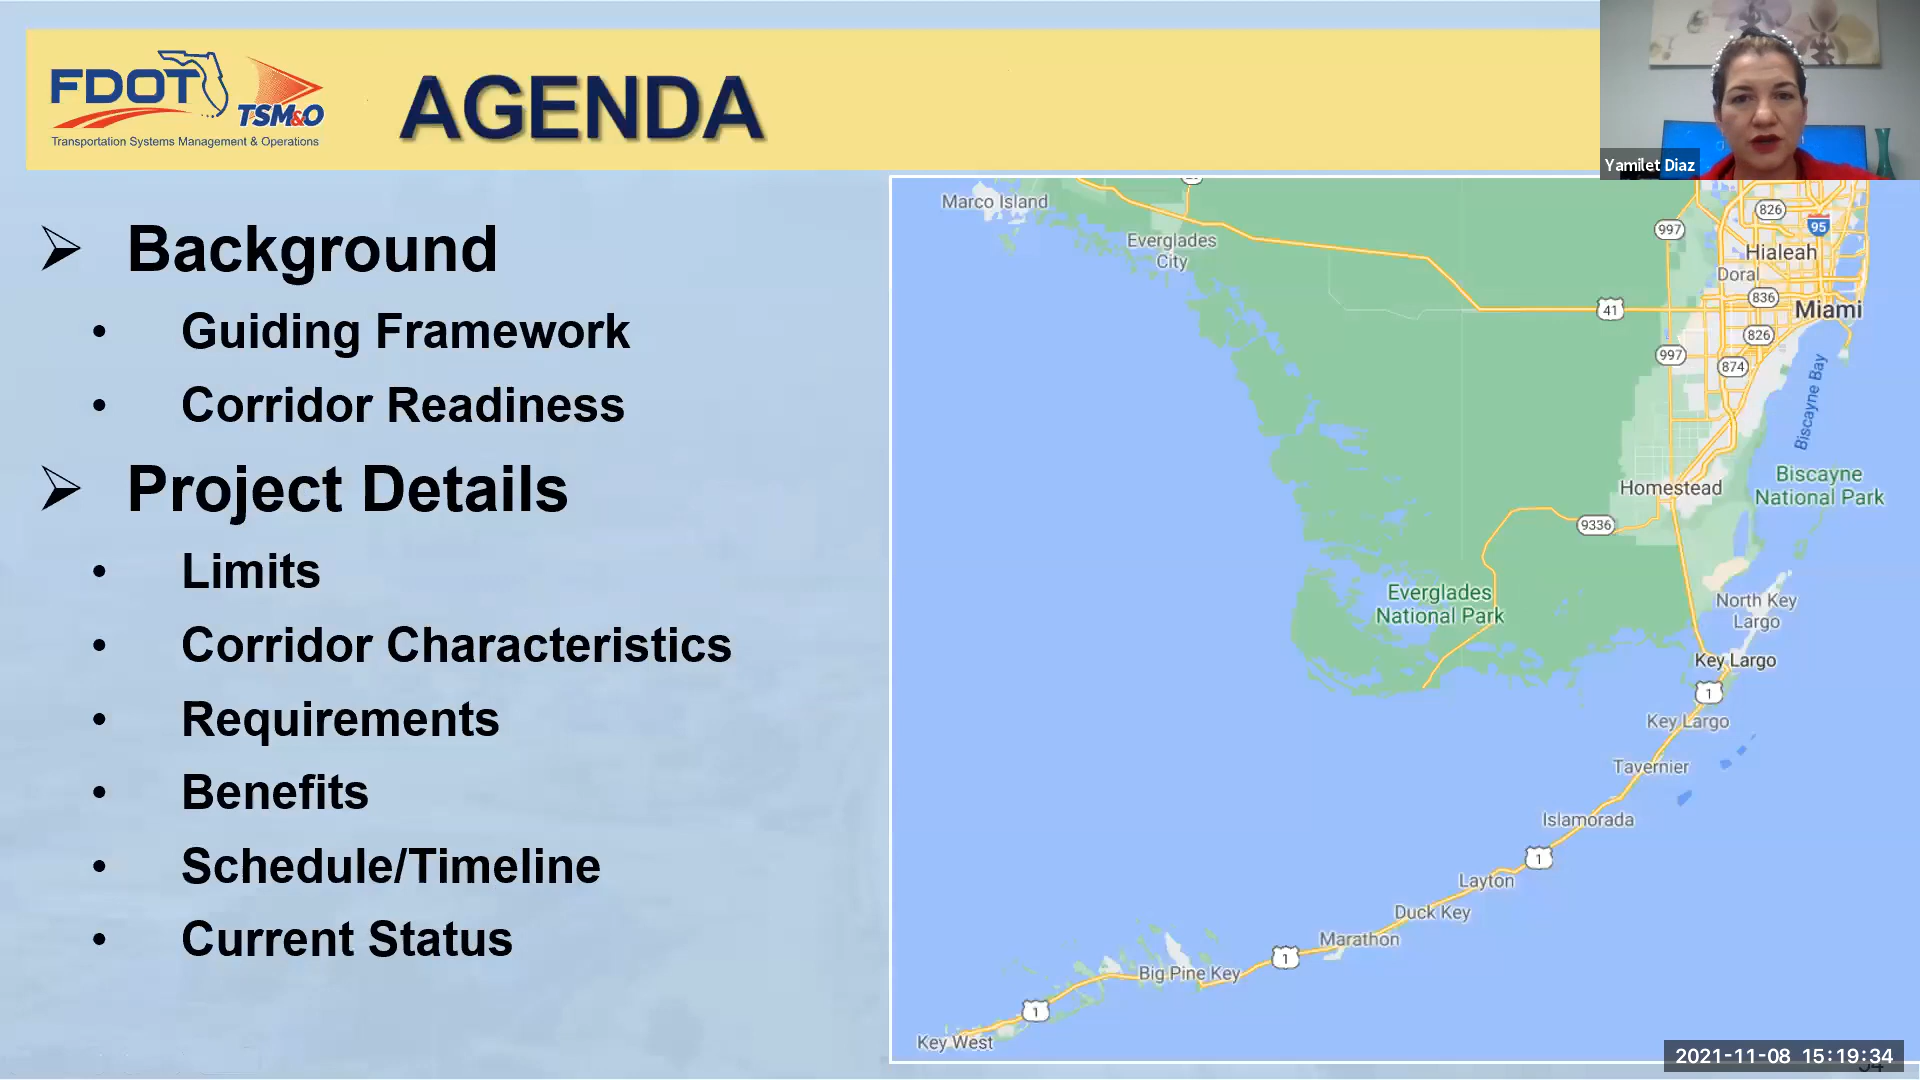 FDOT
TSM&O
Transportation Systems Management & Operations
AGENDA
Yamilet Diaz
Background
Guiding Framework
Corridor Readiness
Project Details
Limits
Corridor Characteristics
Requirements
Benefits
Schedule/Timeline
Current Status
Marco Island
Everglades
City
997
826
95
Hialeah
Doral
836
41
Miami
826
997
874
Biscayne Bay
Biscayne
National Park
Homestead
9336
Everglades
National Park
North Key
Largo
Key Largo
1
Key Largo
Tavernier
Islamorada
1
Layton
Duck Key
Marathon
1
Big Pine Key
1
Key West
2021-11-08 15:19:34